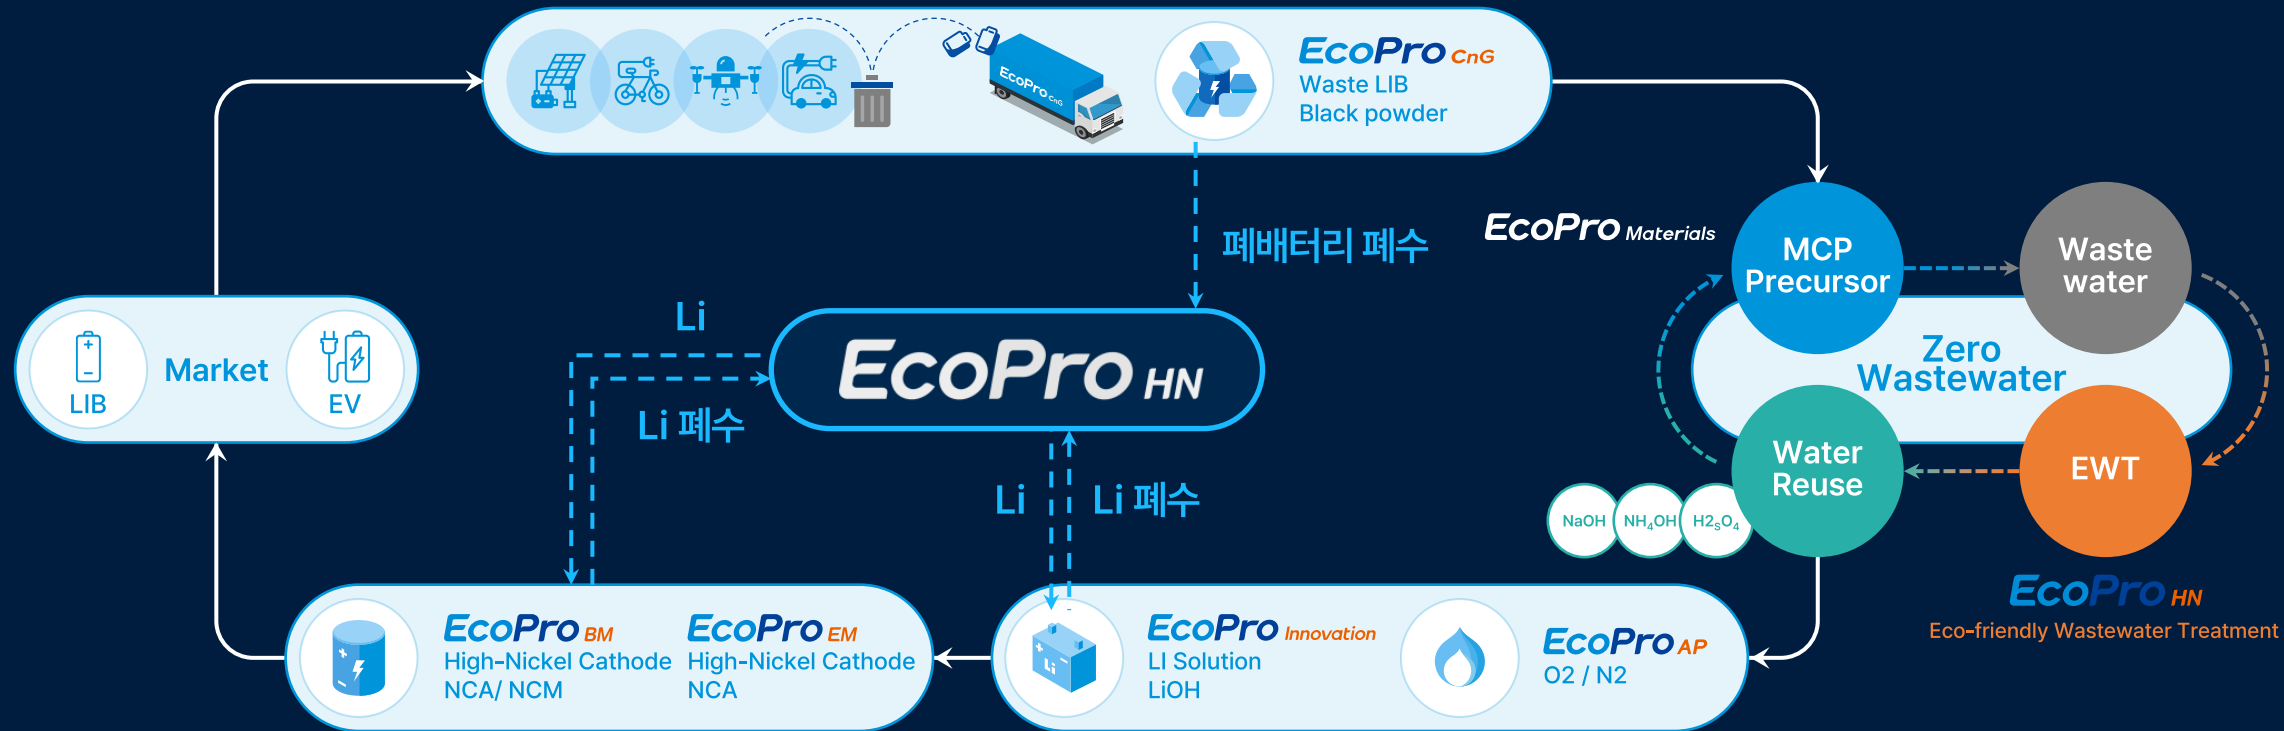 EcoPro CnG
EcoPro CnG
Waste LIB
Black powder
폐배터리 폐수
EcoPro Materials
MCP
Precursor
Waste
water
Zero
Wastewater
Water
Reuse
EWT
NaOH
NH₄OH
H2ₛO₄
EcoPro HN
Eco-friendly Wastewater Treatment
Li
EcoPro HN
Li 폐수
Li
Li 폐수
LIB
Market
EV
EcoPro BM
High-Nickel Cathode
NCA/ NCM
EcoPro EM
High-Nickel Cathode
NCA
Li
EcoPro Innovation
LI Solution
LiOH
EcoPro AP
O2 / N2